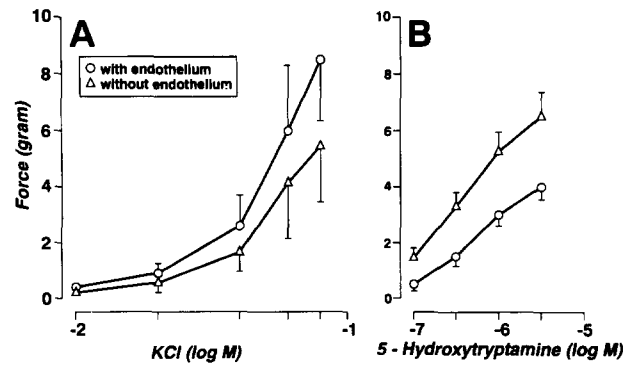 A
B
with endothelium
without endothelium
Force (gram)
10
8
6
4
2
0
10
8
6
4
2
0
-2
-1
-7
-6
-5
KCl (log M)
5 - Hydroxytryptamine (log M)